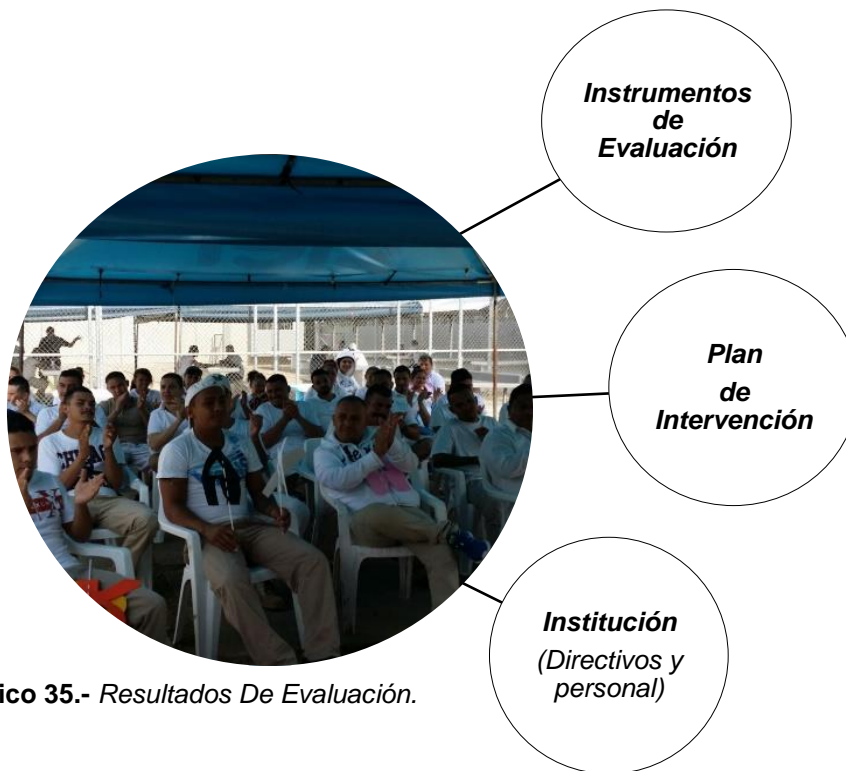 Instrumentos
de
Evaluación
Plan
de
Intervención
Institución
(Directivos y
personal)
ico 35.- Resultados De Evaluación.